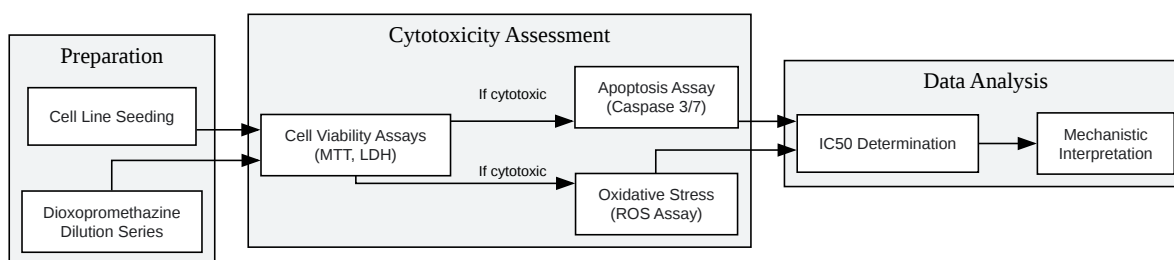 Preparation
Cell Line Seeding
Dioxopromethazine
Dilution Series
Cytotoxicity Assessment
Cell Viability Assays
(MTT, LDH)
If cytotoxic
If cytotoxic
Apoptosis Assay
(Caspase 3/7)
Oxidative Stress
(ROS Assay)
Data Analysis
IC50 Determination
Mechanistic
Interpretation